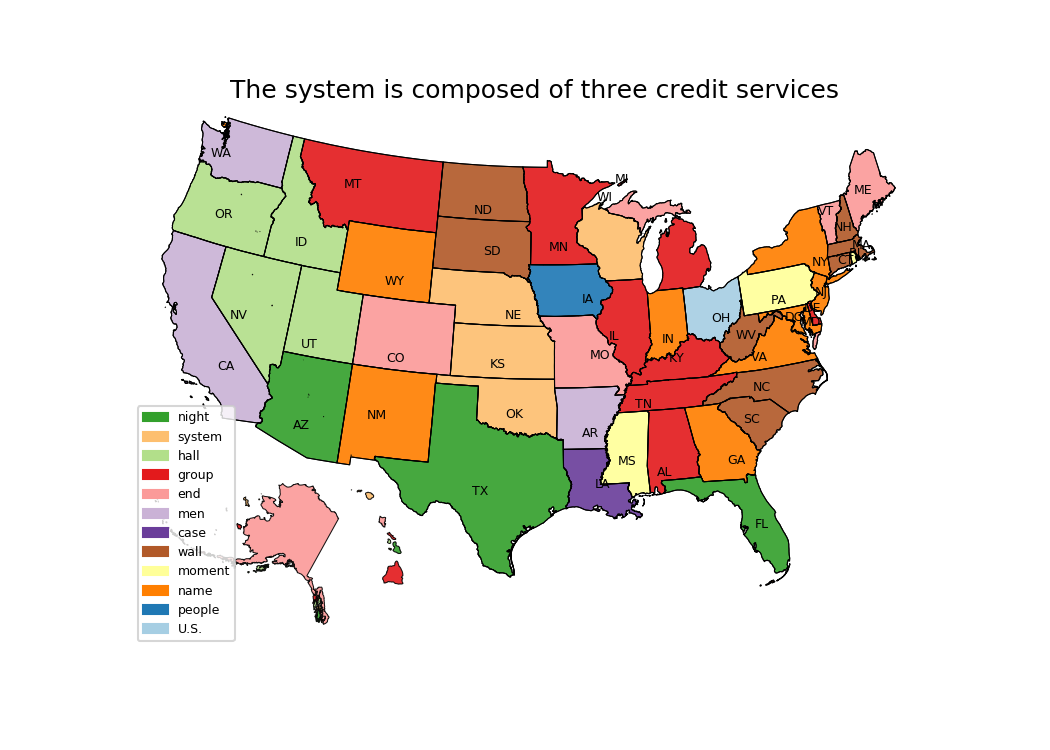 The system is composed of three credit services
WA
MT
ND
MN
MI
WI
ME
VT
NH
MA
OR
ID
SD
WY
NY
CT
RI
NV
UT
CO
NE
IA
PA
NJ
OH
DE
DC
MD
CA
KS
MO
IL
IN
KY
WV
VA
AZ
NM
OK
AR
TN
NC
SC
TX
LA
MS
AL
GA
FL
night
system
hall
group
end
men
case
wall
moment
name
people
U.S.